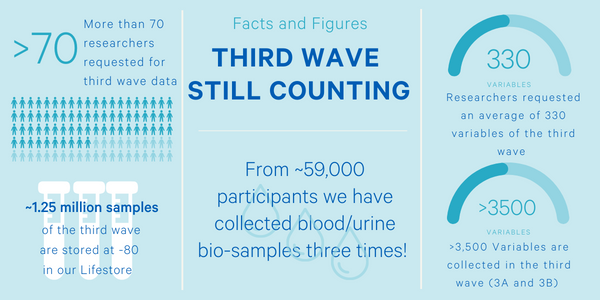 >70
More than 70
researchers
requested for
third wave data
~1.25 million samples
of the third wave
are stored at -80
in our Lifestore
Facts and Figures
THIRD WAVE
STILL COUNTING
From ~59,000
participants we have
collected blood/urine
bio-samples three times!
330
VARIABLES
Researchers requested
an average of 330
variables of the third
wave
>3500
VARIABLES
>3,500 Variables are
collected in the third
wave (3A and 3B)